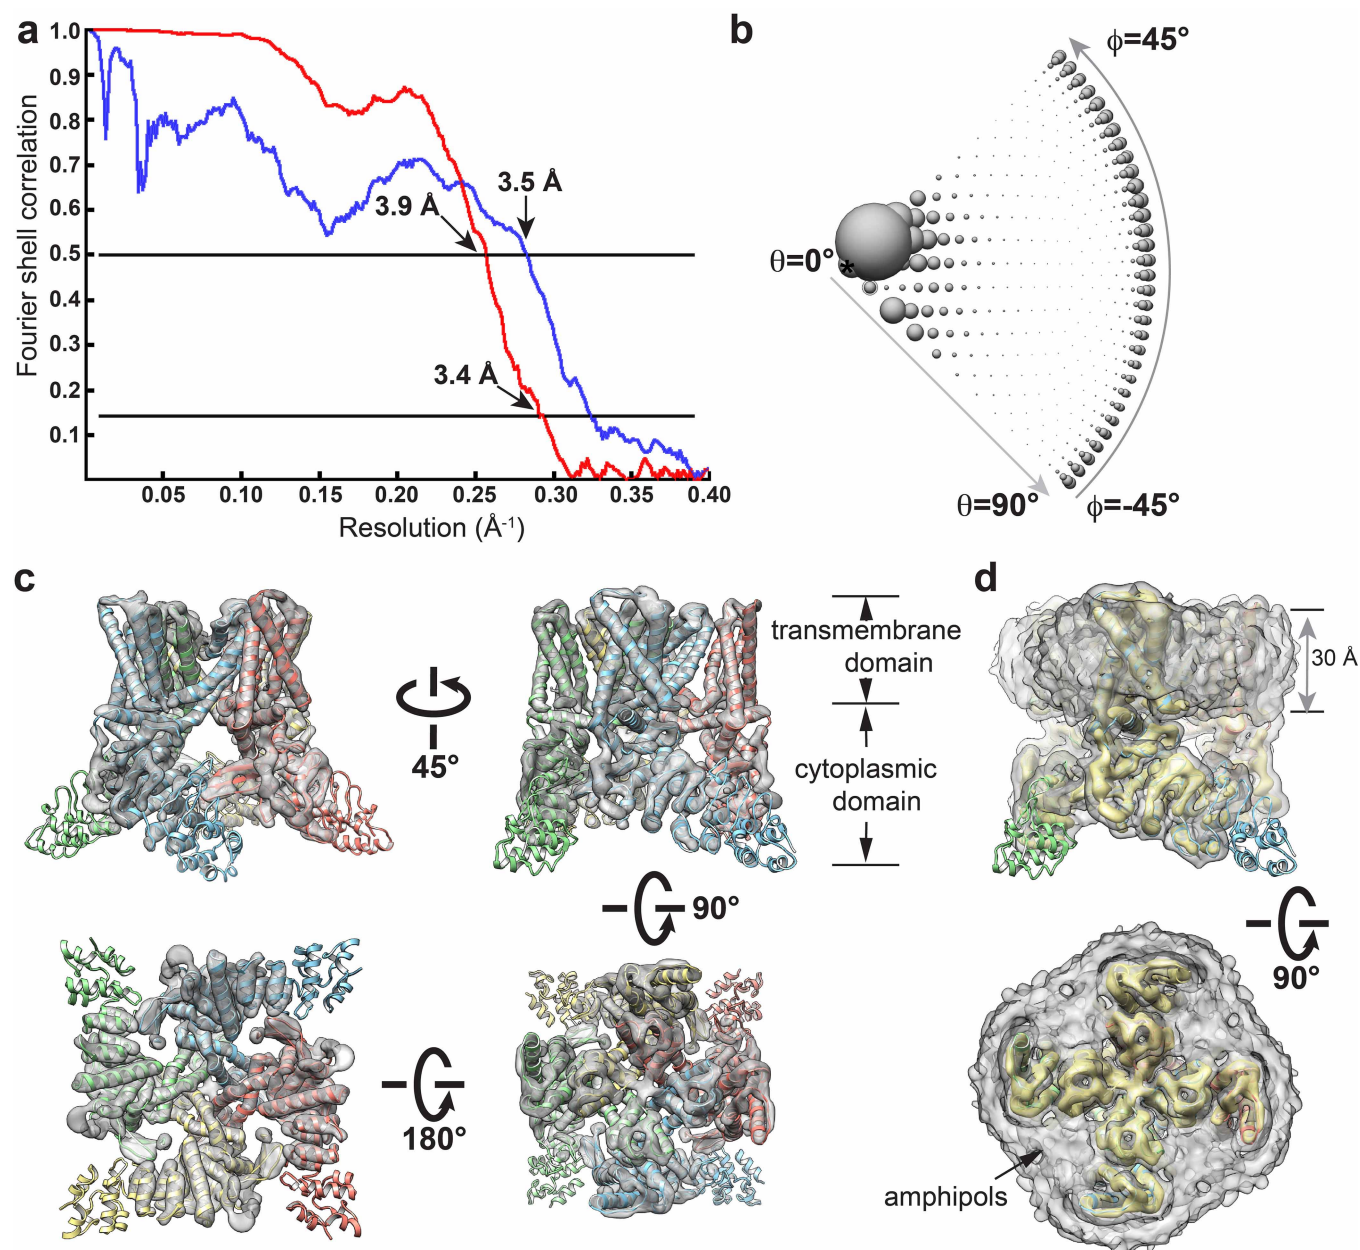 a
Fourier shell correlation
1.0
0.9
0.8
0.7
0.6
0.5
0.4
0.3
0.2
0.1
3.9 Å
3.5 Å
3.4 Å
0.05 0.10 0.15 0.20 0.25 0.30 0.35 0.40
Resolution (Å⁻¹)
b
ϕ=45°
θ=0°
*
θ=90°
ϕ=-45°
c
45°
transmembrane
domain
cytoplasmic
domain
90°
180°
d
30 Å
90°
amphipols